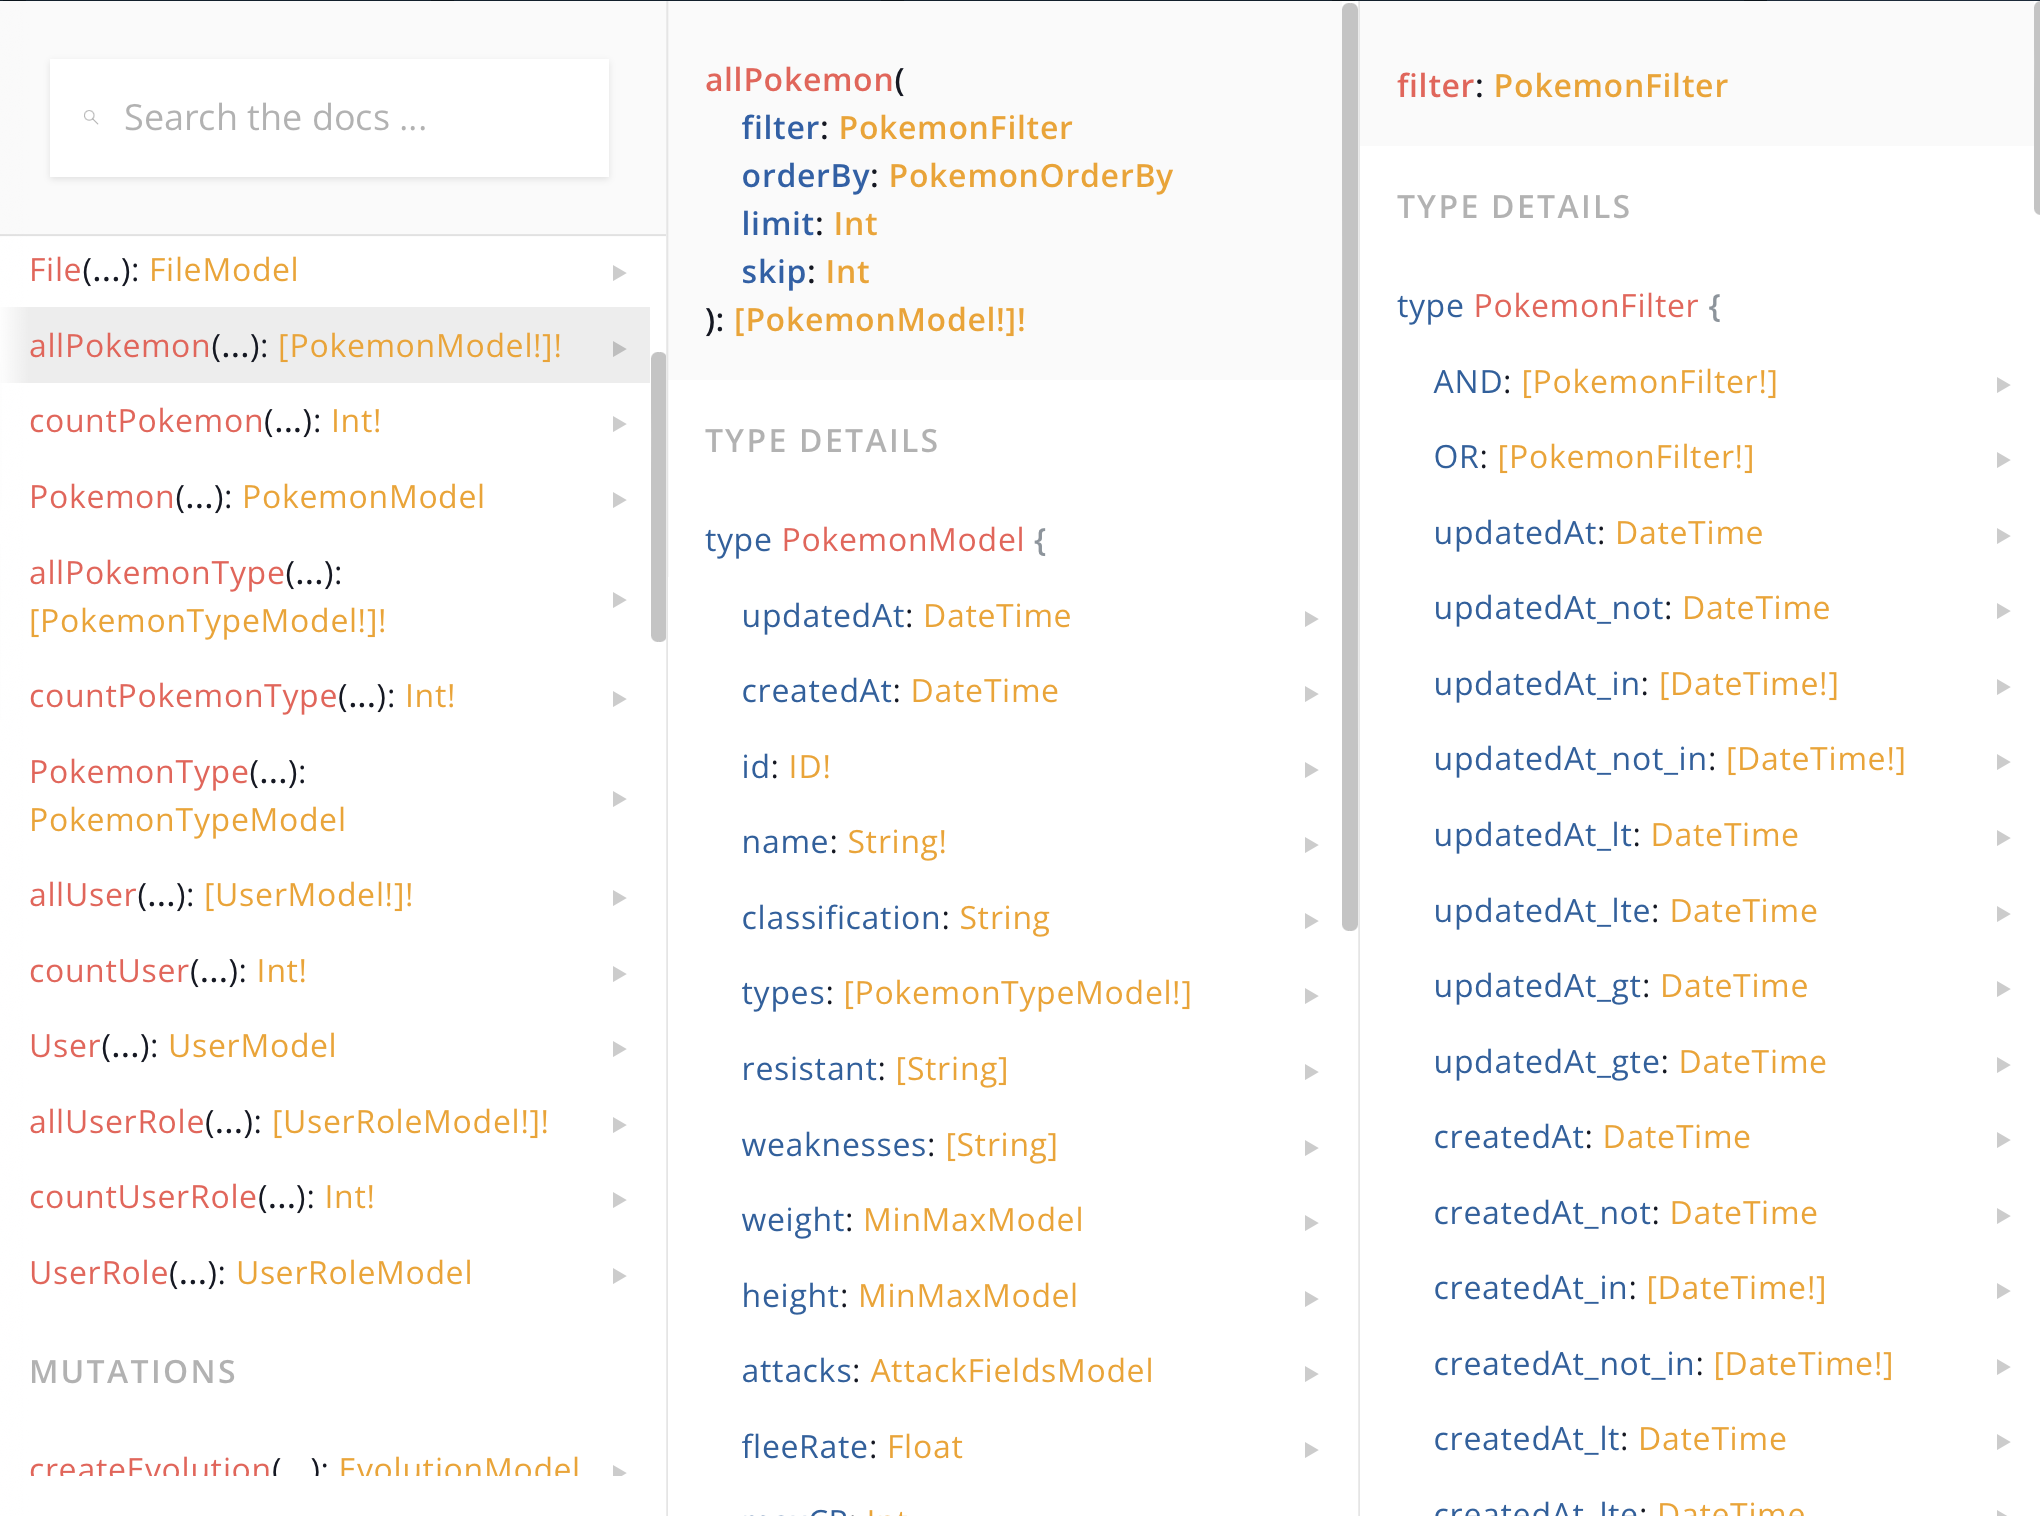 Search the docs ...
File(...): FileModel
allPokemon(...): [PokemonModel!]!
countPokemon(...): Int!
Pokemon(...): PokemonModel
allPokemonType(...):
[PokemonTypeModel!]!
countPokemonType(...): Int!
PokemonType(...):
PokemonTypeModel
allUser(...): [UserModel!]!
countUser(...): Int!
User(...): UserModel
allUserRole(...): [UserRoleModel!]!
countUserRole(...): Int!
UserRole(...): UserRoleModel
MUTATIONS
createEvolution(...): EvolutionModel
allPokemon(
filter: PokemonFilter
orderBy: PokemonOrderBy
limit: Int
skip: Int
): [PokemonModel!]!
TYPE DETAILS
type PokemonModel {
updatedAt: DateTime
createdAt: DateTime
id: ID!
name: String!
classification: String
types: [PokemonTypeModel!]
resistant: [String]
weaknesses: [String]
weight: MinMaxModel
height: MinMaxModel
attacks: AttackFieldsModel
fleeRate: Float
filter: PokemonFilter
TYPE DETAILS
type PokemonFilter {
AND: [PokemonFilter!]
OR: [PokemonFilter!]
updatedAt: DateTime
updatedAt_not: DateTime
updatedAt_in: [DateTime!]
updatedAt_not_in: [DateTime!]
updatedAt_lt: DateTime
updatedAt_lte: DateTime
updatedAt_gt: DateTime
updatedAt_gte: DateTime
createdAt: DateTime
createdAt_not: DateTime
createdAt_in: [DateTime!]
createdAt_not_in: [DateTime!]
createdAt_lt: DateTime
createdAt_lte: DateTime